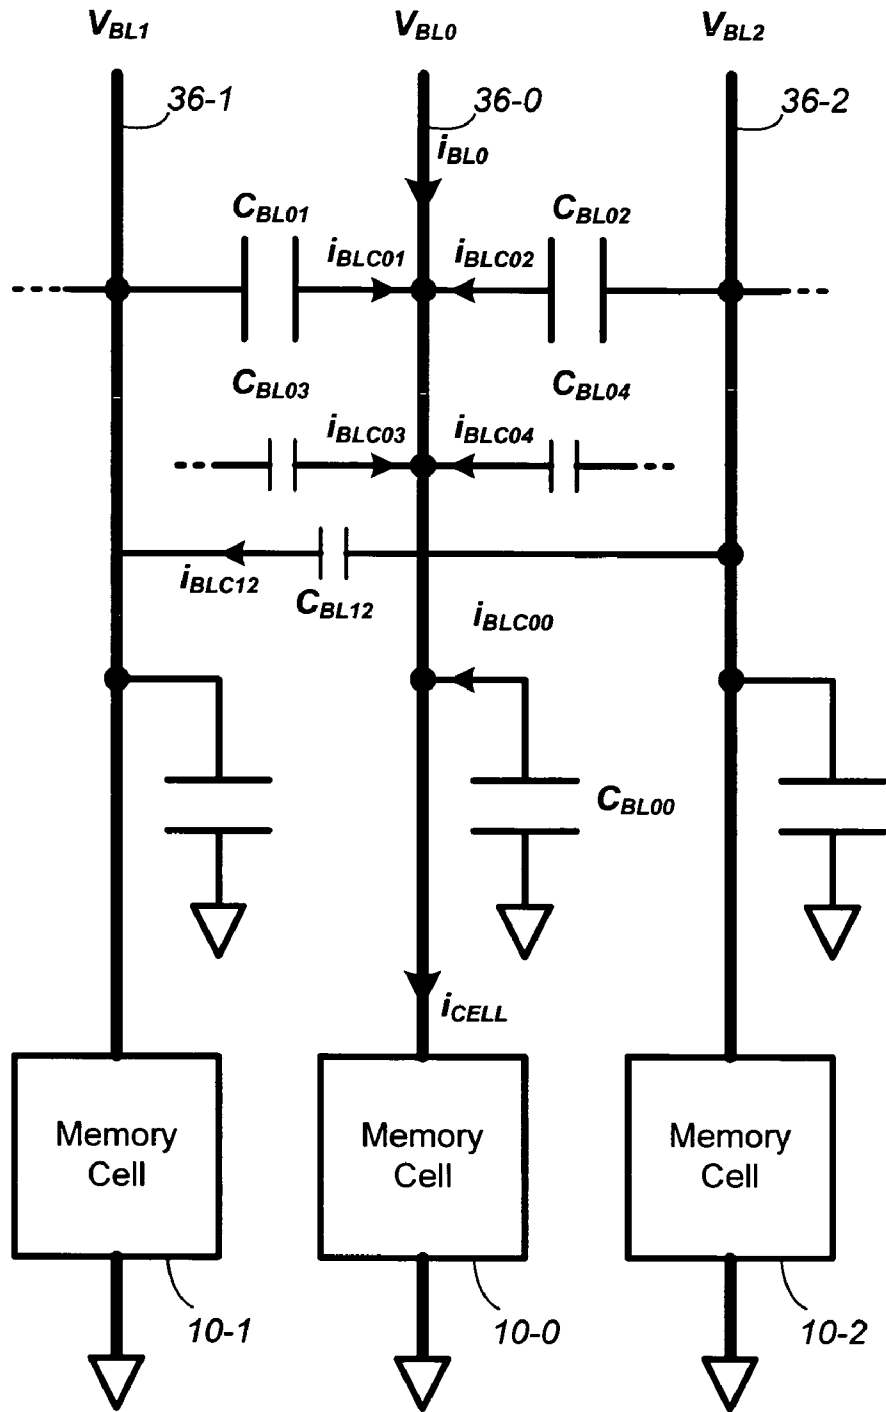 VBL1 VBL0 VBL2
36-1 36-0 36-2
iBL0
CBL01 CBL02
iBLC01 iBLC02
CBL03 CBL04
iBLC03 iBLC04
iBLC12
CBL12
iBLC00
CBL00
iCELL
Memory Cell
Memory Cell
Memory Cell
10-1 10-0 10-2